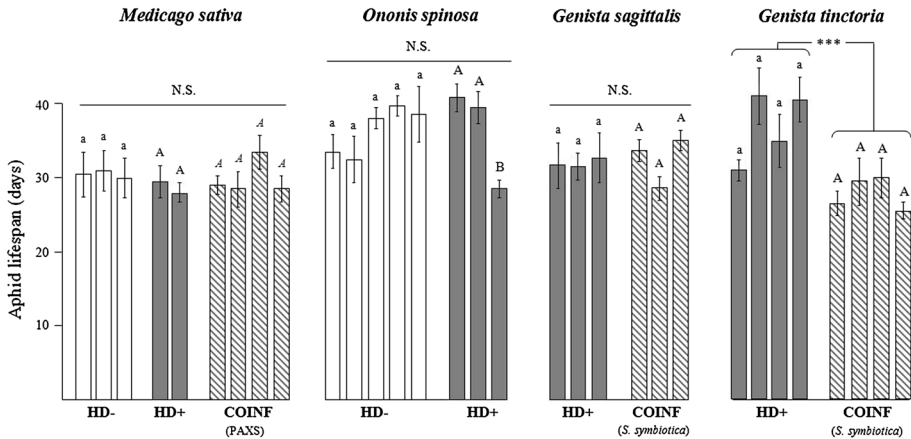 Medicago sativa
Ononis spinosa
Genista sagittalis
Genista tinctoria
N.S.
N.S.
N.S.
***
Aphid lifespan (days)
40
30
20
10
a a a A A A A A A
a a a a a A A B
a a a A A A
a a a a A A A A
HD- HD+ COINF
(PAXS)
HD- HD+
HD+ COINF
(S. symbiotica)
HD+ COINF
(S. symbiotica)